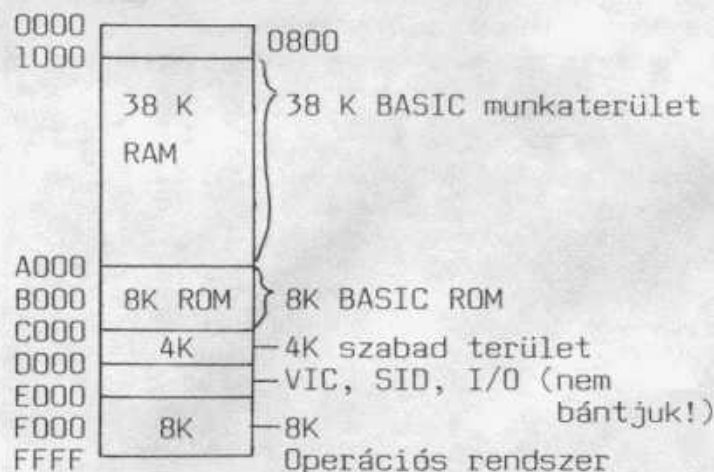 0000
0800
1000
38 K
38 K BASIC munkaterület
RAM
A000
B000
8K ROM
8K BASIC ROM
C000
4K
4K szabad terület
D000
VIC, SID, I/O (nem
E000
bántjuk!)
F000
8K
8K
FFFF
Operációs rendszer